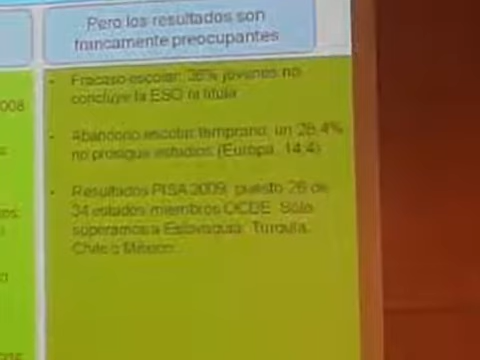 Pero los resultados son
francamente preocupantes
008
Fracaso escolar: jóvenes no
concluye la ESO ni titula
Abandono escolar temprano: un 28,4%
no prosigue estudios (Europa: 14,4)
Resultados PISA 2009: puesto 26 de
34 estados miembros OCDE. Solo
superamos a Eslovaquia, Turquía,
Chile o México...